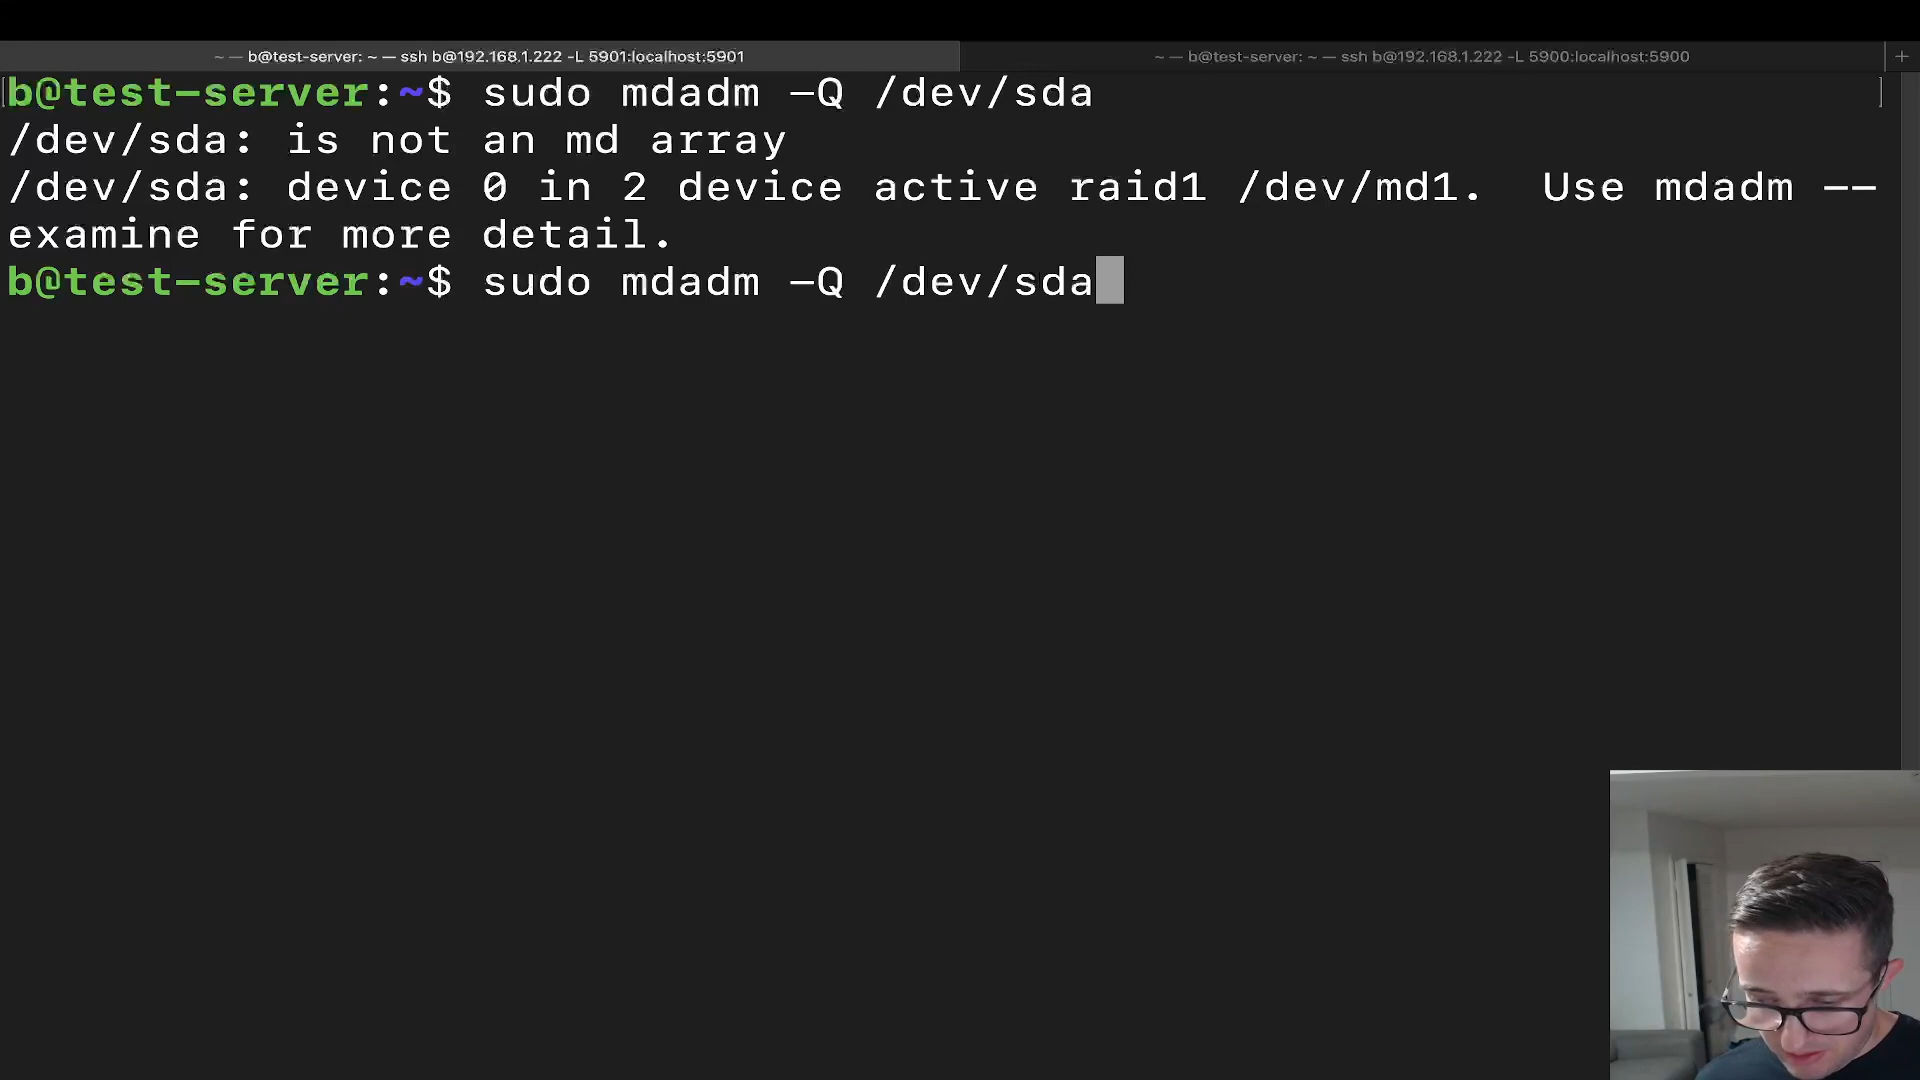 ~ — b@test-server: ~ — ssh b@192.168.1.222 -L 5901:localhost:5901
~ — b@test-server: ~ — ssh b@192.168.1.222 -L 5900:localhost:5900
+
[b@test-server:~$ sudo mdadm -Q /dev/sda ]
/dev/sda: is not an md array
/dev/sda: device 0 in 2 device active raid1 /dev/md1.  Use mdadm --
examine for more detail.
b@test-server:~$ sudo mdadm -Q /dev/sda